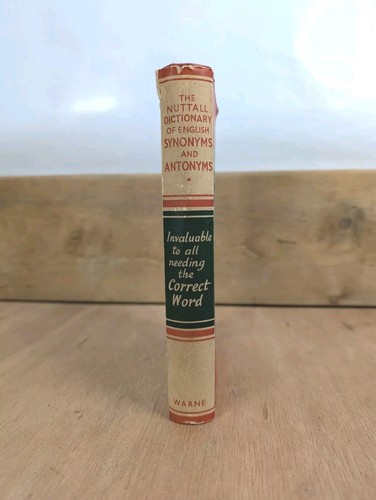 THE
NUTTALL
DICTIONARY
OF ENGLISH
SYNONYMS
AND
ANTONYMS
Invaluable
to all
needing
the
Correct
Word
WARNE